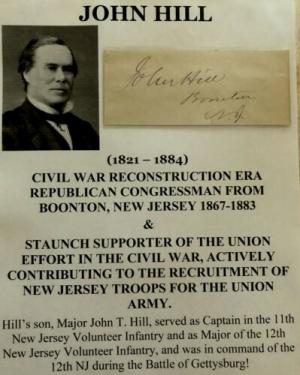 JOHN HILL
John Hill
Boonton
N.J.
(1821 – 1884)
CIVIL WAR RECONSTRUCTION ERA
REPUBLICAN CONGRESSMAN FROM
BOONTON, NEW JERSEY 1867-1883
&
STAUNCH SUPPORTER OF THE UNION
EFFORT IN THE CIVIL WAR, ACTIVELY
CONTRIBUTING TO THE RECRUITMENT OF
NEW JERSEY TROOPS FOR THE UNION
ARMY.
Hill's son, Major John T. Hill, served as Captain in the 11th
New Jersey Volunteer Infantry and as Major of the 12th
New Jersey Volunteer Infantry, and was in command of the
12th NJ during the Battle of Gettysburg!